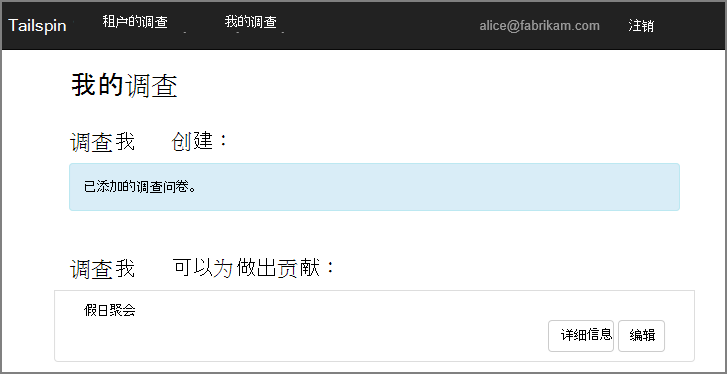 Tailspin 租户的调查 我的调查 alice@fabrikam.com 注销
我的调查
调查我 创建：
已添加的调查问卷。
调查我 可以为做出贡献：
假日聚会
详细信息 编辑